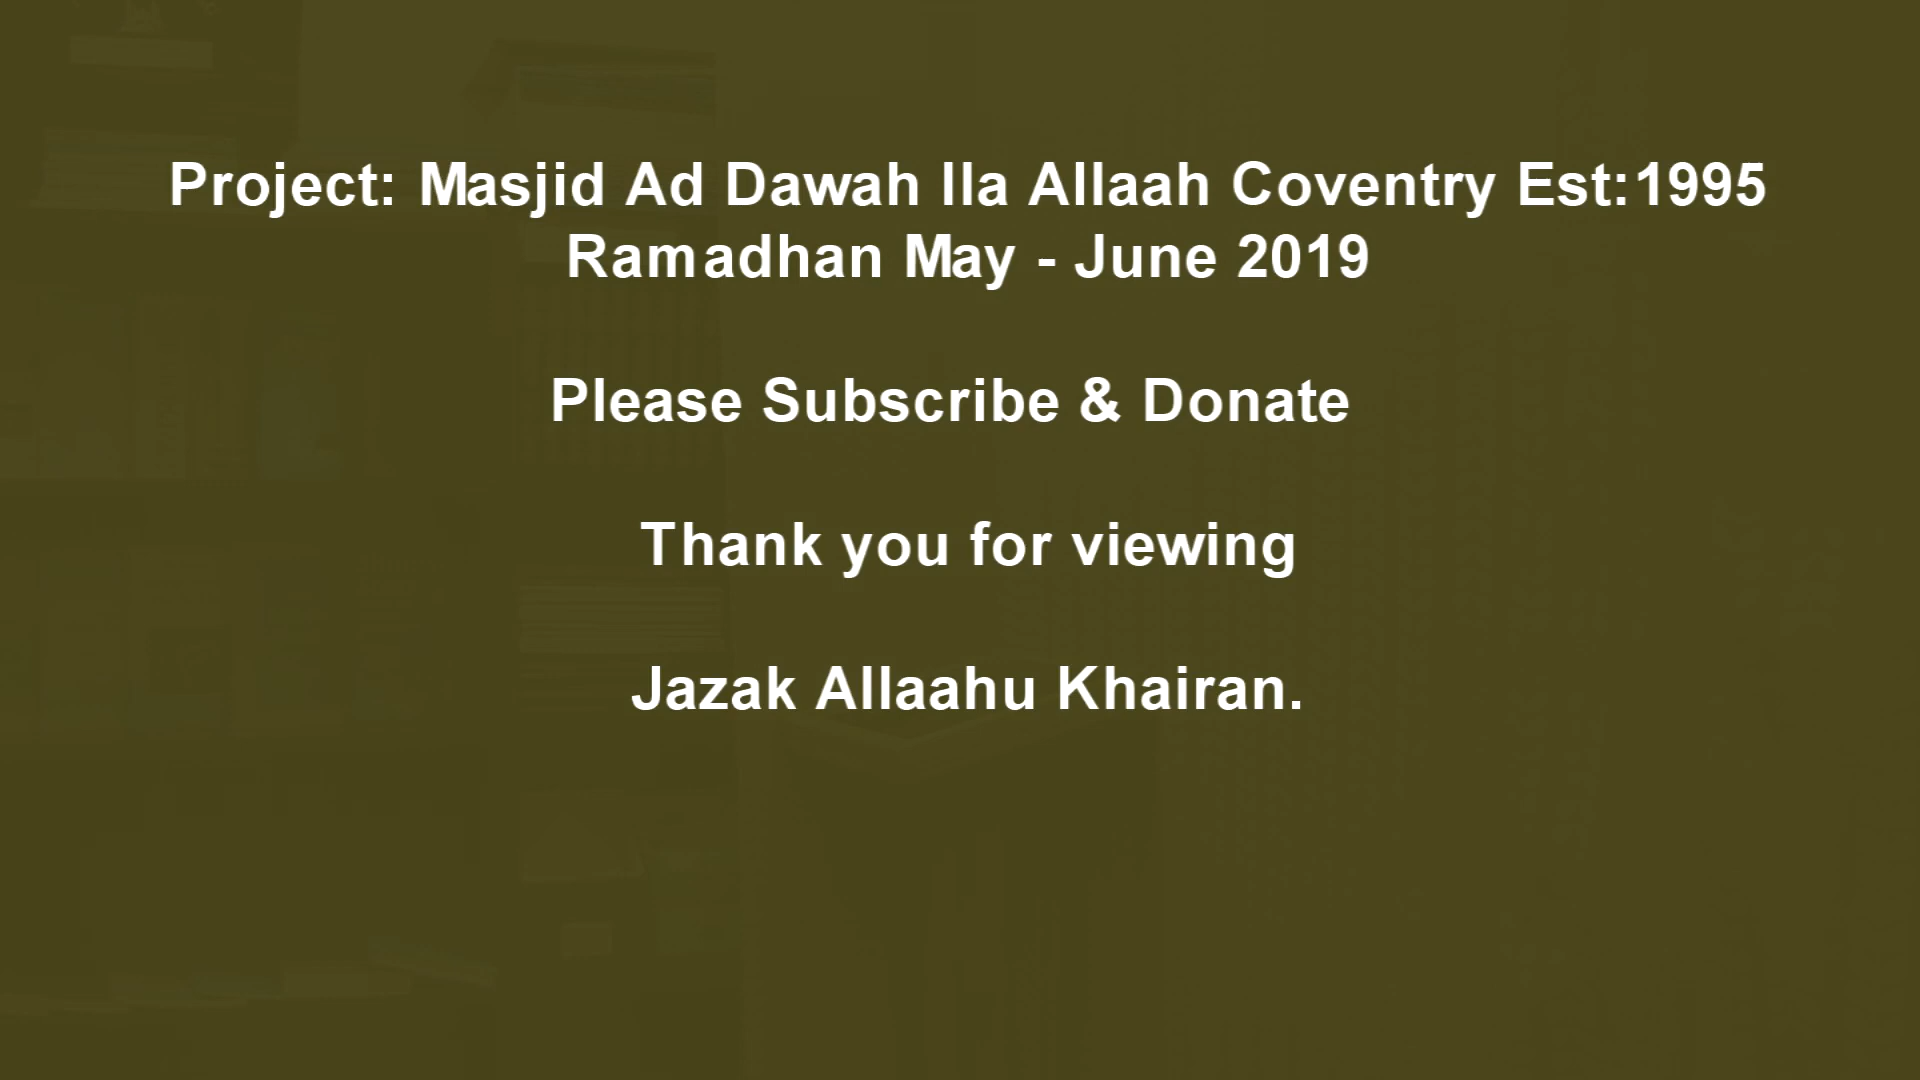 Project: Masjid Ad Dawah Ila Allaah Coventry Est:1995
Ramadhan May - June 2019
Please Subscribe & Donate
Thank you for viewing
Jazak Allaahu Khairan.